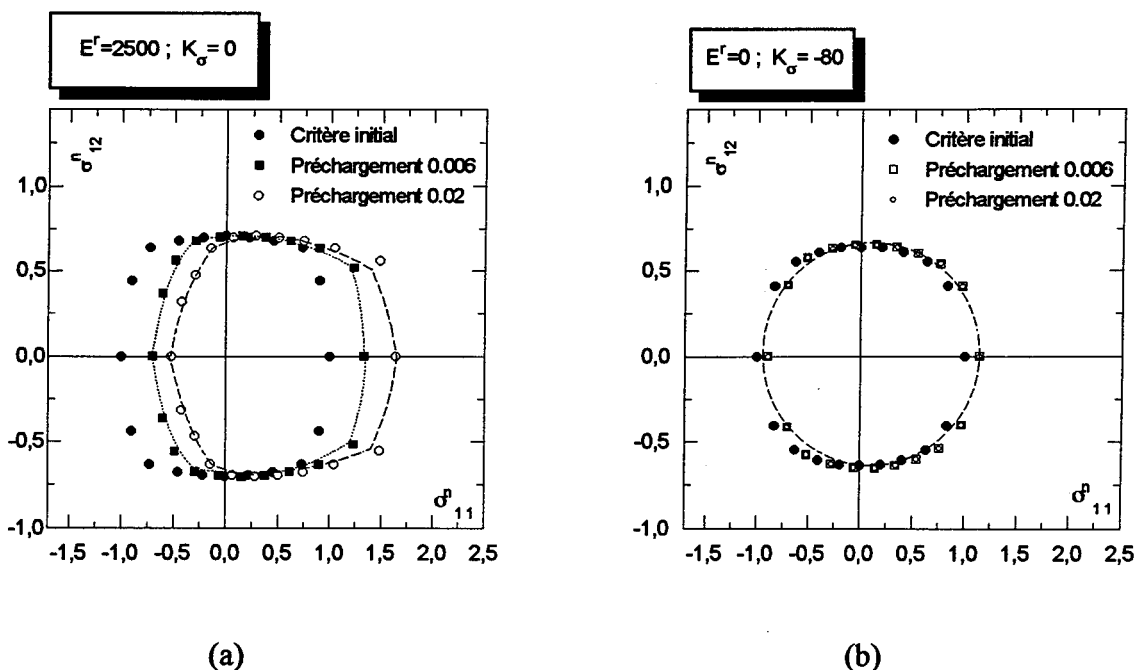 E^r=2500 ; K_σ= 0
n σ 12
Critère initial
Préchargement 0.006
Préchargement 0.02
1,0
0,5
0,0
-0,5
-1,0
σ^n_11
-1,5 -1,0 -0,5 0,0 0,5 1,0 1,5 2,0 2,5
(a)
E^r=0 ; K_σ= -80
n σ 12
Critère initial
Préchargement 0.006
Préchargement 0.02
1,0
0,5
0,0
-0,5
-1,0
σ^n_11
-1,5 -1,0 -0,5 0,0 0,5 1,0 1,5 2,0 2,5
(b)